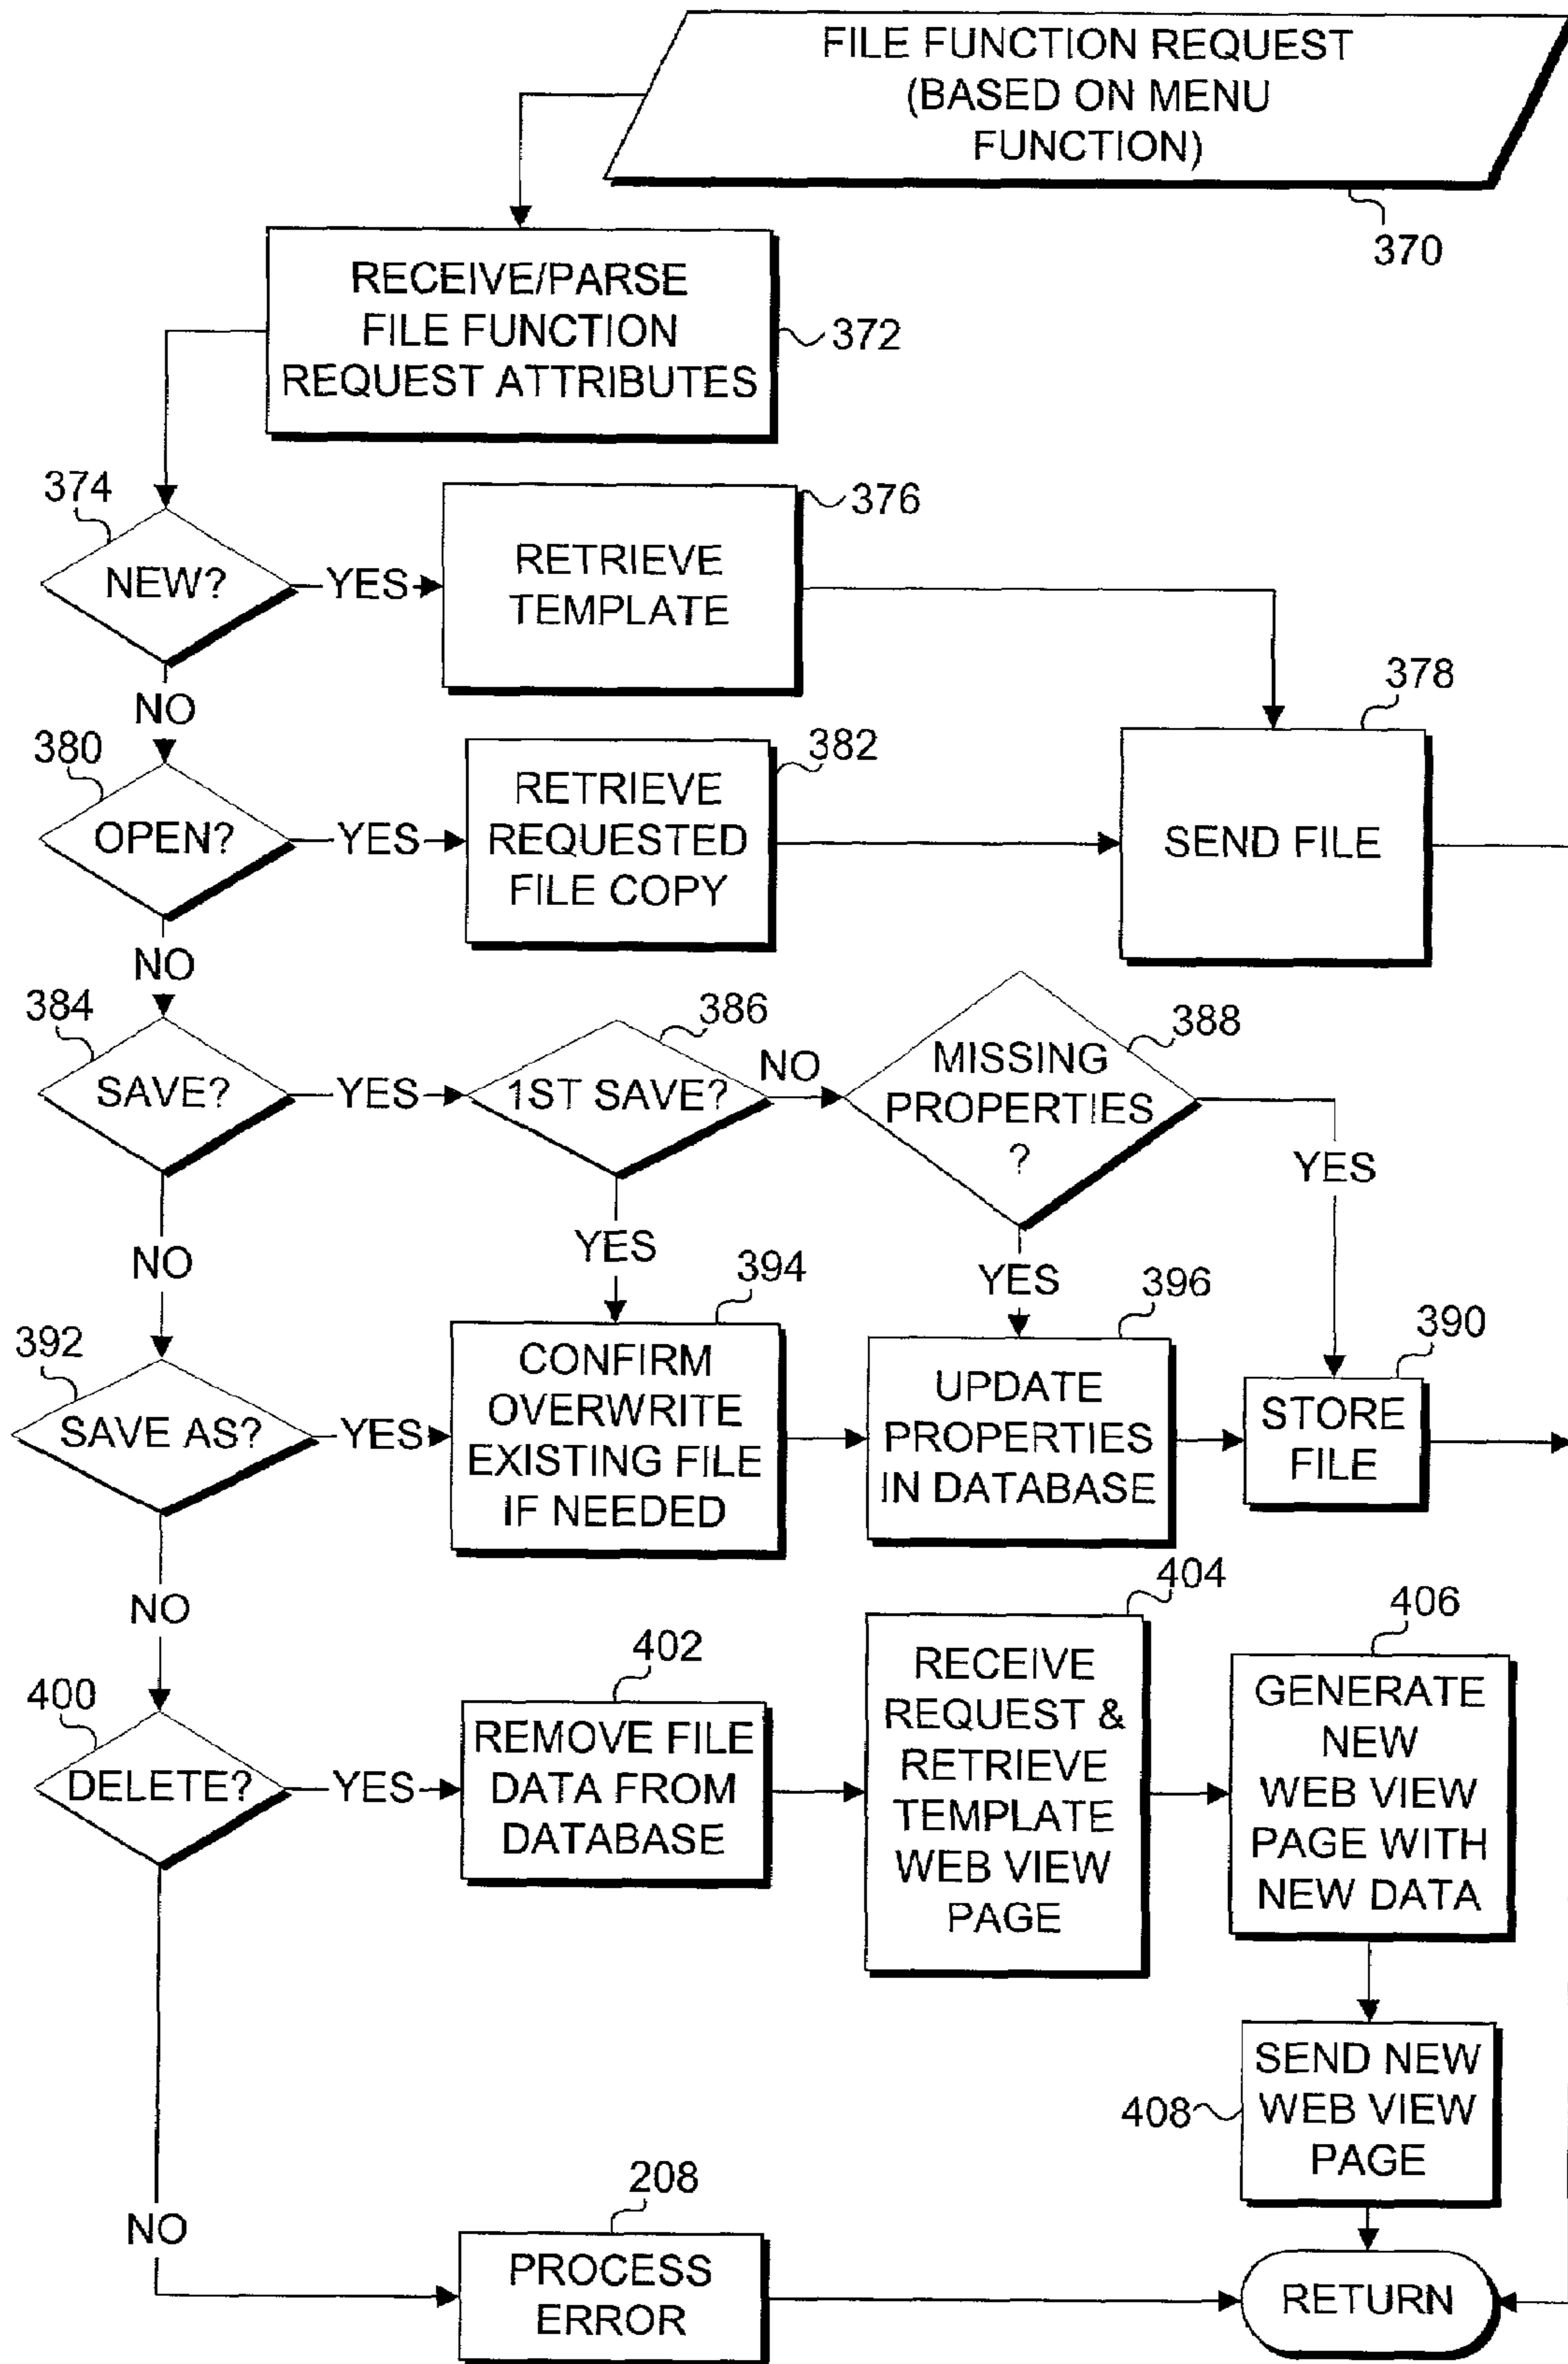 FILE FUNCTION REQUEST
(BASED ON MENU
FUNCTION)
370
RECEIVE/PARSE
FILE FUNCTION
REQUEST ATTRIBUTES
372
374
NEW?
YES
RETRIEVE
TEMPLATE
376
NO
378
SEND FILE
380
OPEN?
YES
RETRIEVE
REQUESTED
FILE COPY
382
NO
384
SAVE?
YES
386
1ST SAVE?
NO
388
MISSING
PROPERTIES
?
YES
YES
YES
NO
392
SAVE AS?
YES
394
CONFIRM
OVERWRITE
EXISTING FILE
IF NEEDED
396
UPDATE
PROPERTIES
IN DATABASE
390
STORE
FILE
NO
400
DELETE?
YES
402
REMOVE FILE
DATA FROM
DATABASE
404
RECEIVE
REQUEST &
RETRIEVE
TEMPLATE
WEB VIEW
PAGE
406
GENERATE
NEW
WEB VIEW
PAGE WITH
NEW DATA
408
SEND NEW
WEB VIEW
PAGE
NO
208
PROCESS
ERROR
RETURN